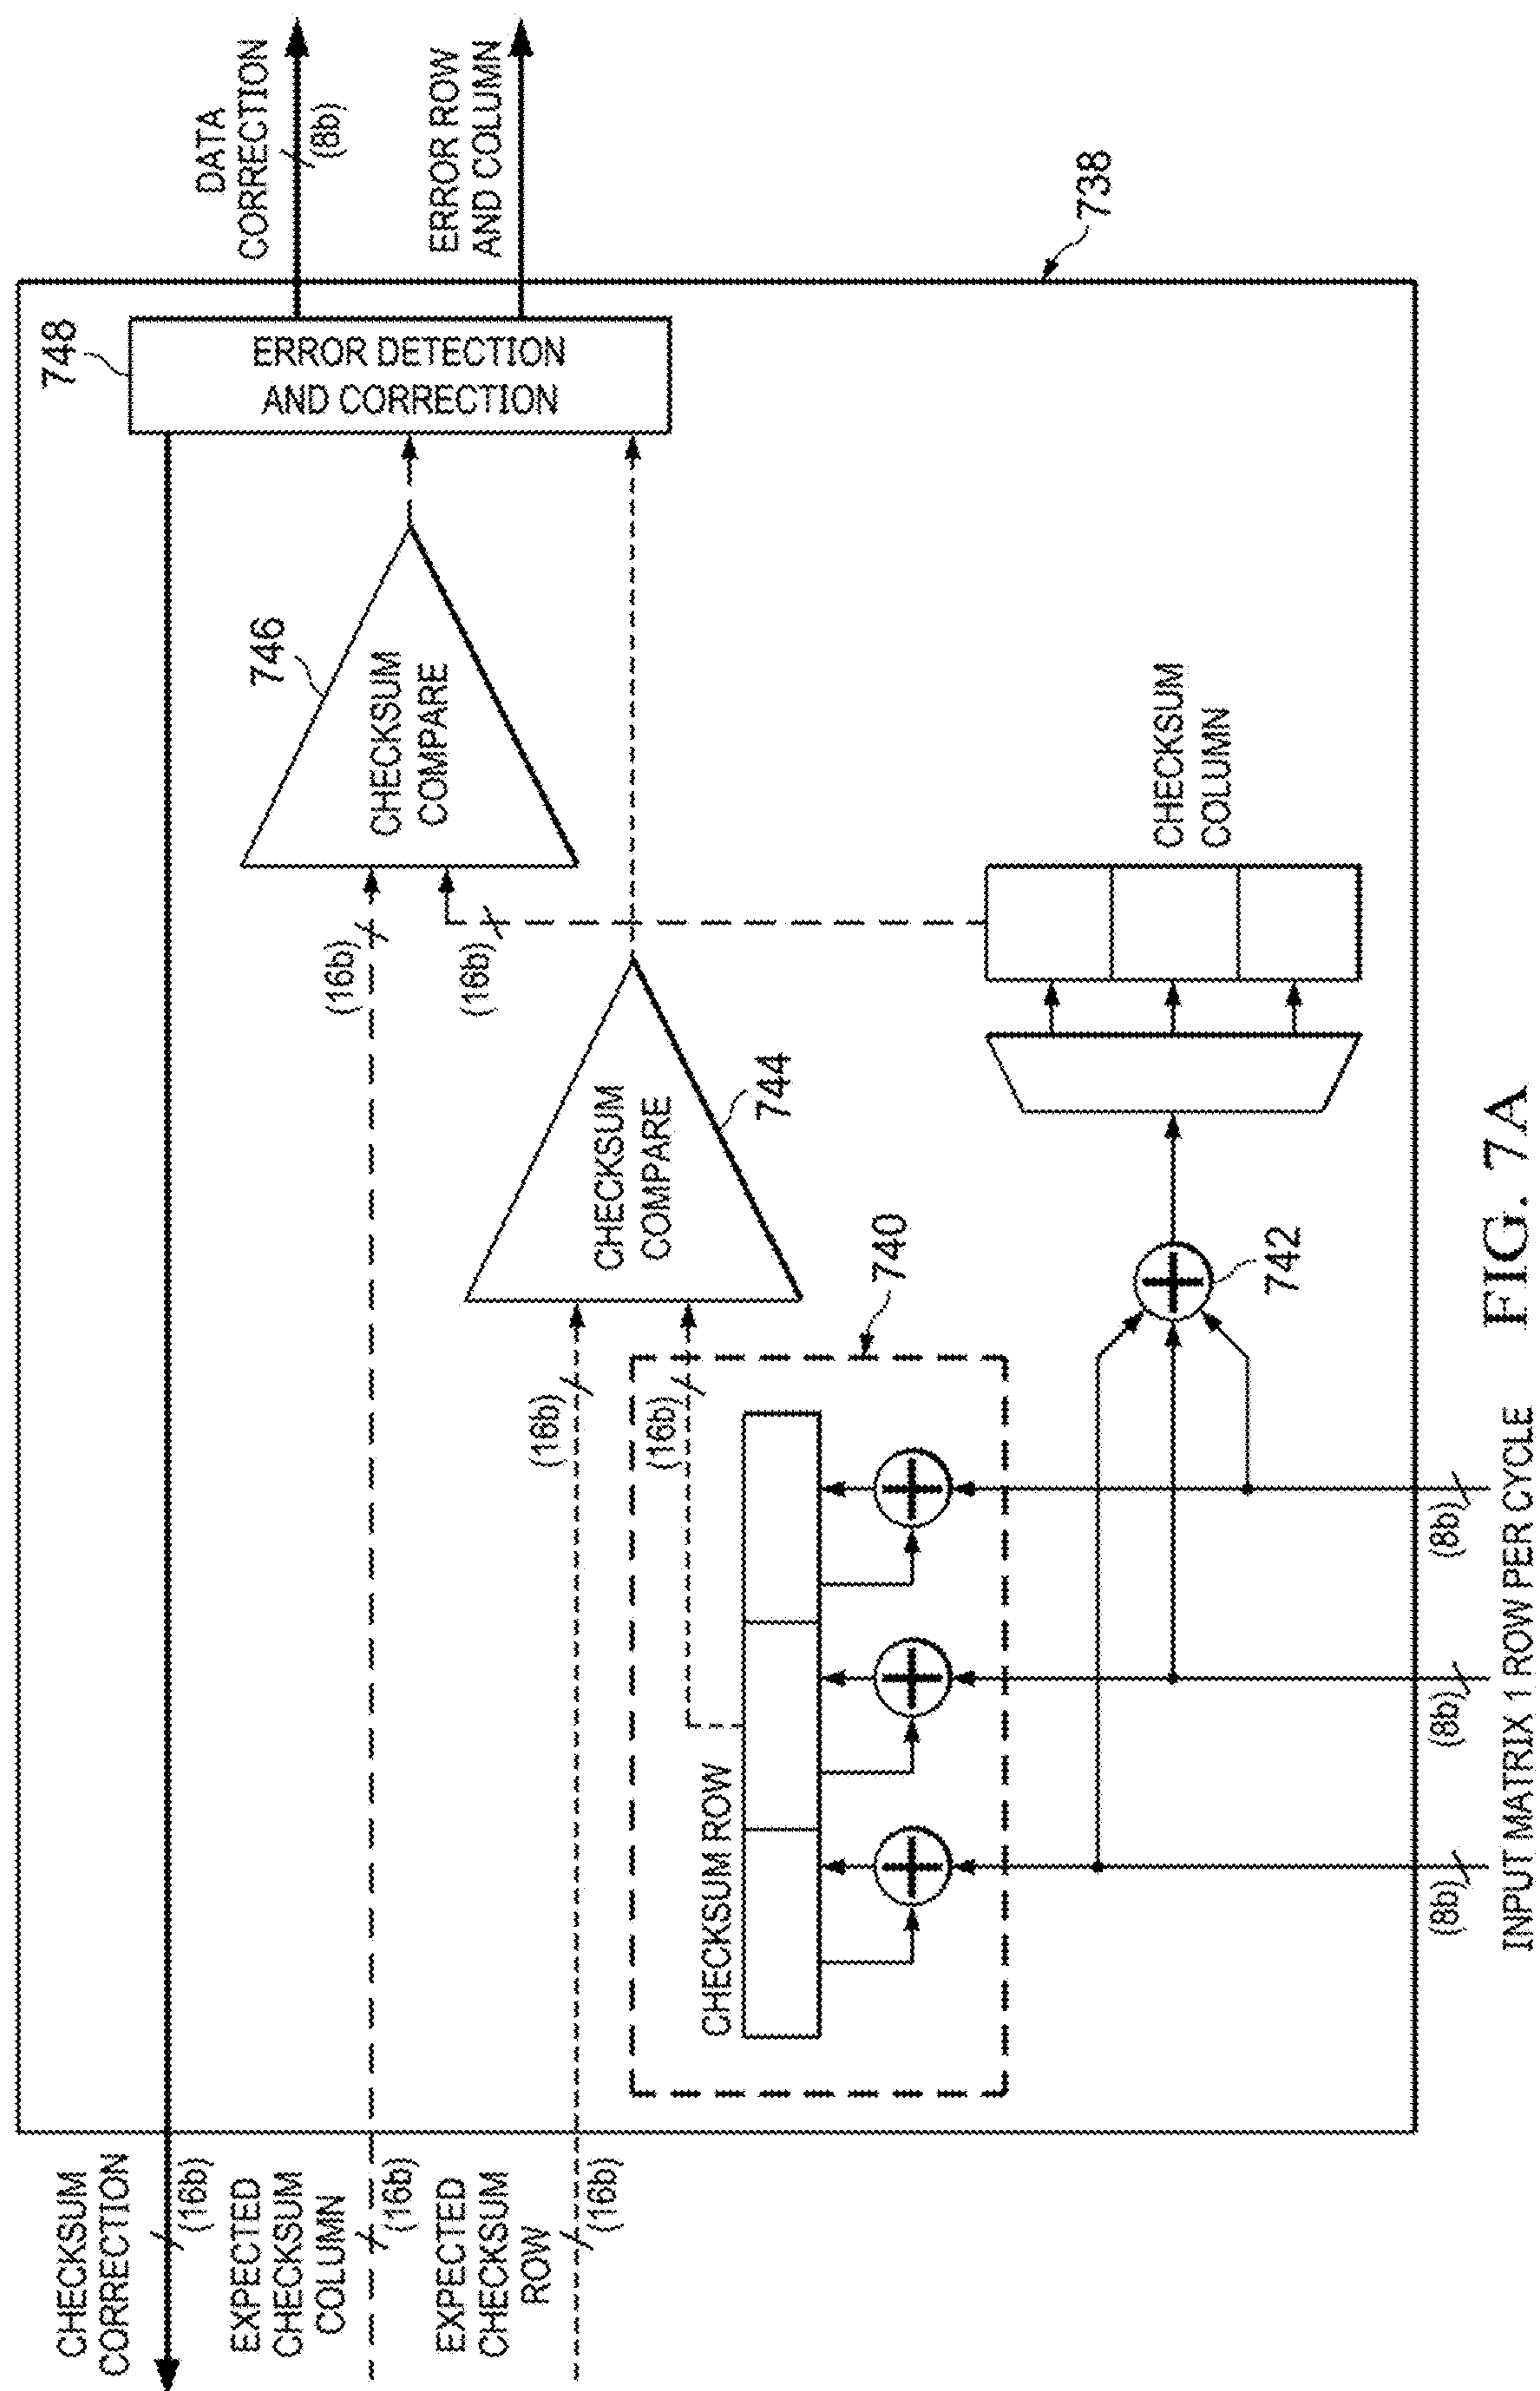 CHECKSUM
CORRECTION
(16b)
EXPECTED
CHECKSUM
COLUMN
(16b)
EXPECTED
CHECKSUM
ROW
(16b)
748
ERROR DETECTION
AND CORRECTION
DATA
CORRECTION
(8b)
ERROR ROW
AND COLUMN
746
CHECKSUM
COMPARE
(16b)
(16b)
CHECKSUM
COMPARE
744
(16b)
(16b)
740
CHECKSUM ROW
742
CHECKSUM
COLUMN
738
(8b)
(8b)
(8b)
INPUT MATRIX 1 ROW PER CYCLE
FIG. 7A